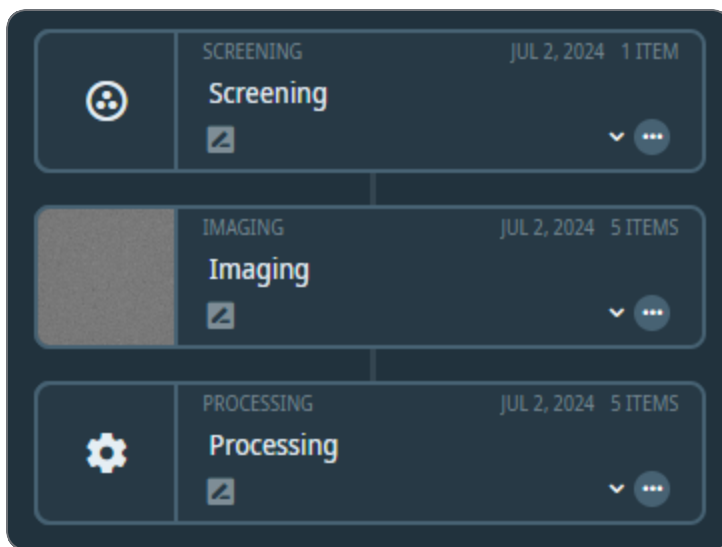 SCREENING JUL 2, 2024 1 ITEM
Screening
IMAGING JUL 2, 2024 5 ITEMS
Imaging
PROCESSING JUL 2, 2024 5 ITEMS
Processing